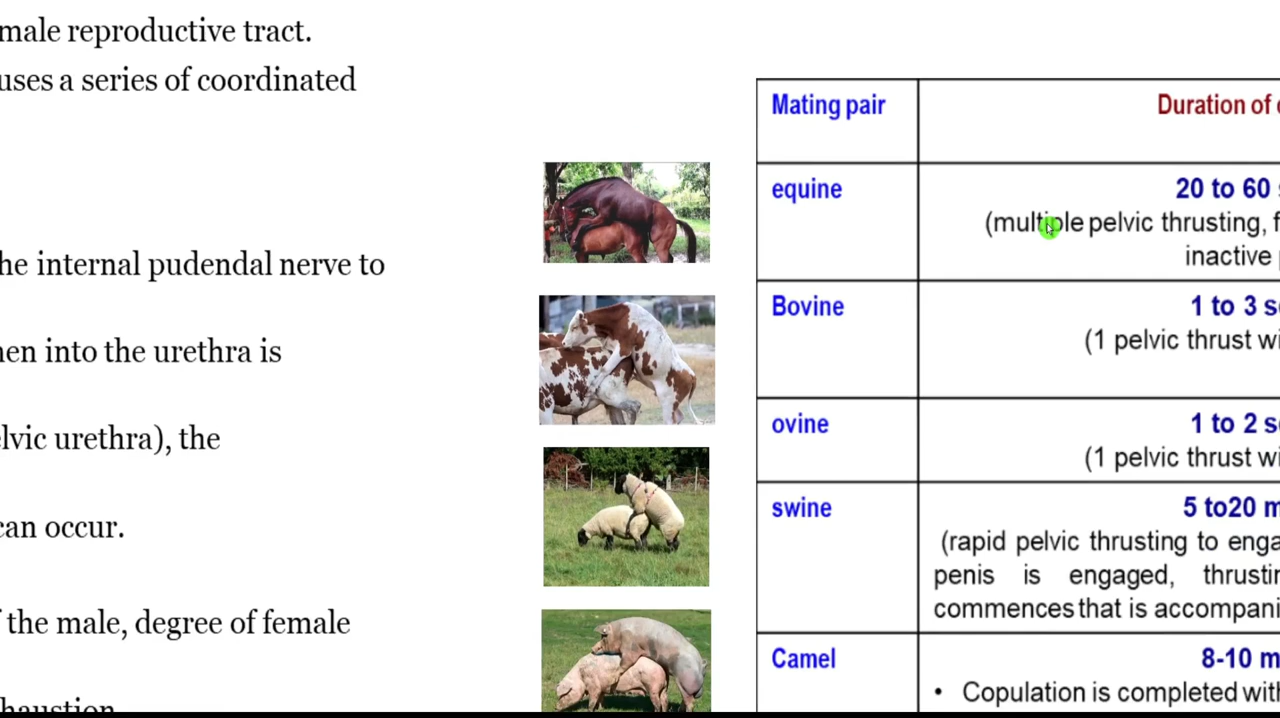 male reproductive tract.
uses a series of coordinated
he internal pudendal nerve to
en into the urethra is
elvic urethra), the
can occur.
the male, degree of female
haustion
Mating pair
Duration of
equine
20 to 60
(multiple pelvic thrusting,
inactive
Bovine
1 to 3
(1 pelvic thrust
ovine
1 to 2
(1 pelvic thrust
swine
5 to20
(rapid pelvic thrusting to
penis is engaged,
commences that is
Camel
8-10
• Copulation is completed